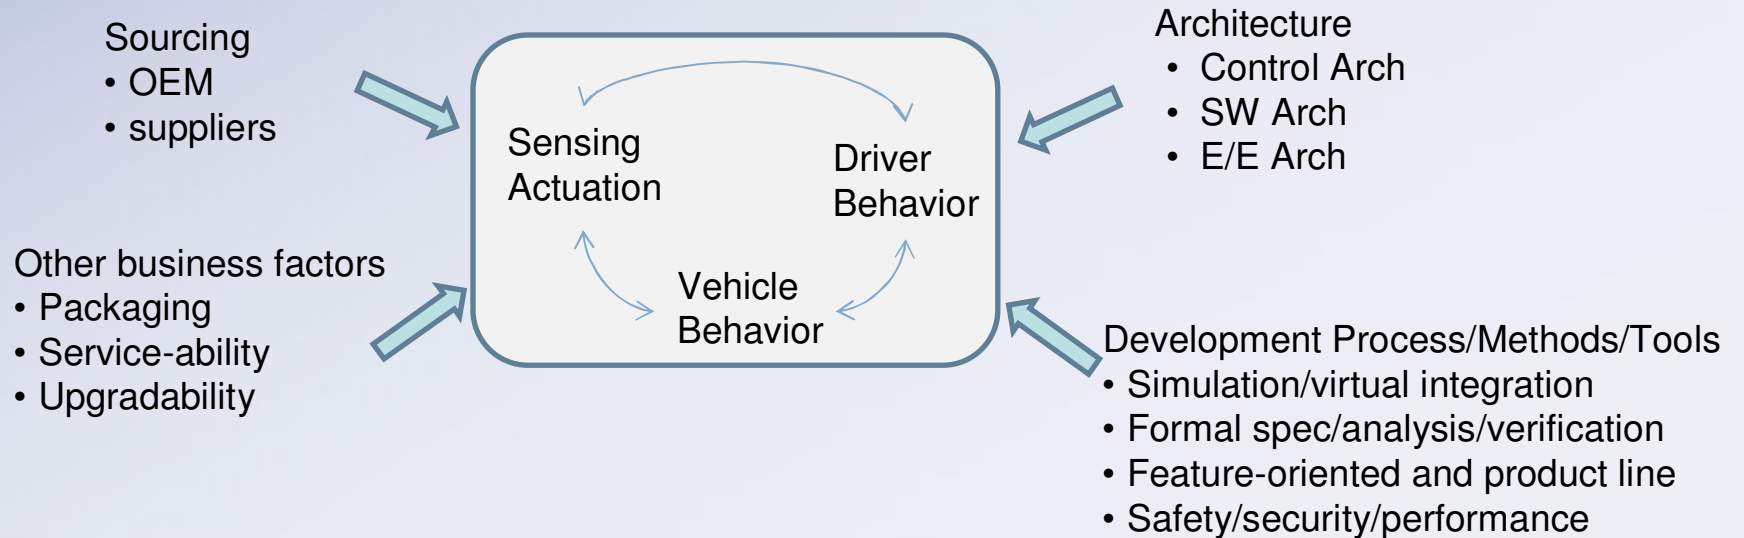 Sourcing
• OEM
• suppliers
Architecture
• Control Arch
• SW Arch
• E/E Arch
Sensing
Actuation
Driver
Behavior
Vehicle
Behavior
Other business factors
• Packaging
• Service-ability
• Upgradability
Development Process/Methods/Tools
• Simulation/virtual integration
• Formal spec/analysis/verification
• Feature-oriented and product line
• Safety/security/performance